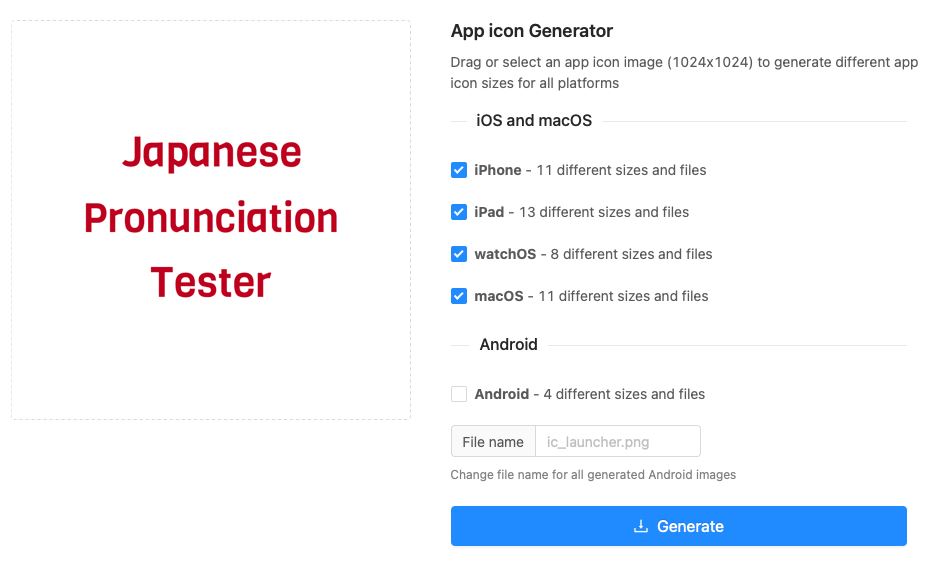 Japanese
Pronunciation
Tester
App icon Generator
Drag or select an app icon image (1024x1024) to generate different app
icon sizes for all platforms
iOS and macOS
iPhone - 11 different sizes and files
iPad - 13 different sizes and files
watchOS - 8 different sizes and files
macOS - 11 different sizes and files
Android
Android - 4 different sizes and files
File name ic_launcher.png
Change file name for all generated Android images
Generate